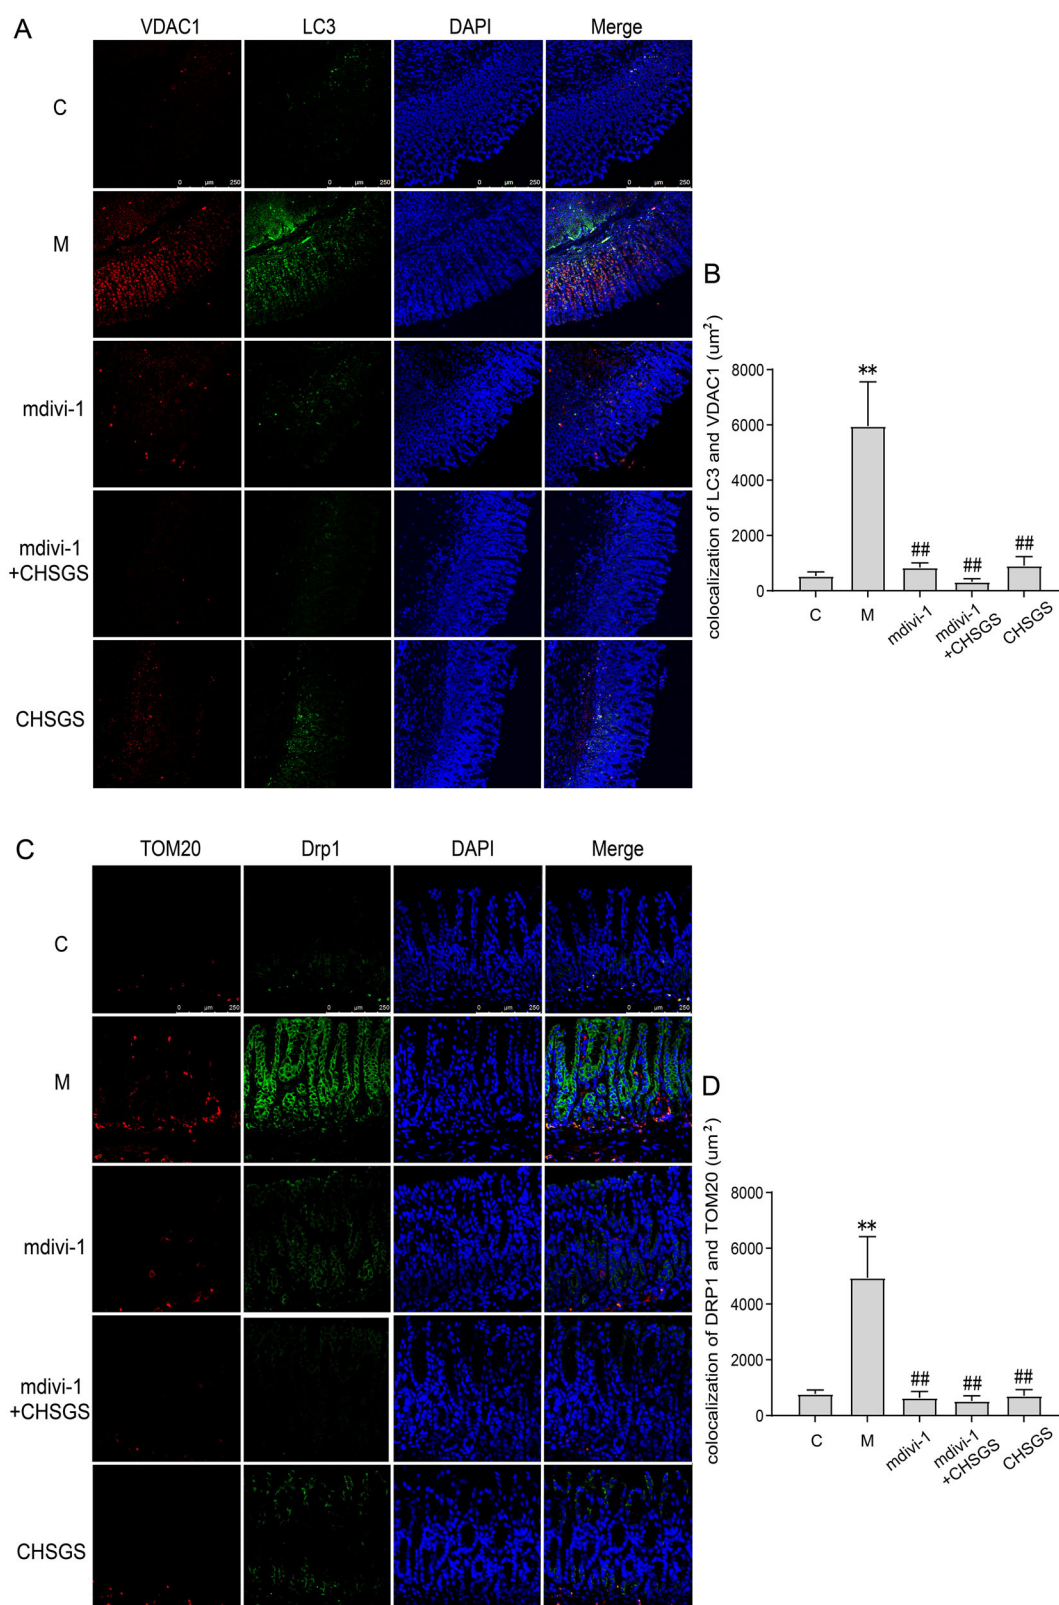 A
VDAC1 LC3 DAPI Merge
C
0 µm 250 0 µm 250 0 µm 250 0 µm 250
M
mdivi-1
mdivi-1
+CHSGS
CHSGS
B
colocalization of LC3 and VDAC1 (um²)
8000
6000
4000
2000
0
**
##
##
##
C
M
mdivi-1
mdivi-1
+CHSGS
CHSGS
C
TOM20 Drp1 DAPI Merge
C
0 µm 250 0 µm 250 0 µm 250 0 µm 250
M
mdivi-1
mdivi-1
+CHSGS
CHSGS
D
colocalization of DRP1 and TOM20 (um²)
8000
6000
4000
2000
0
**
##
##
##
C
M
mdivi-1
mdivi-1
+CHSGS
CHSGS